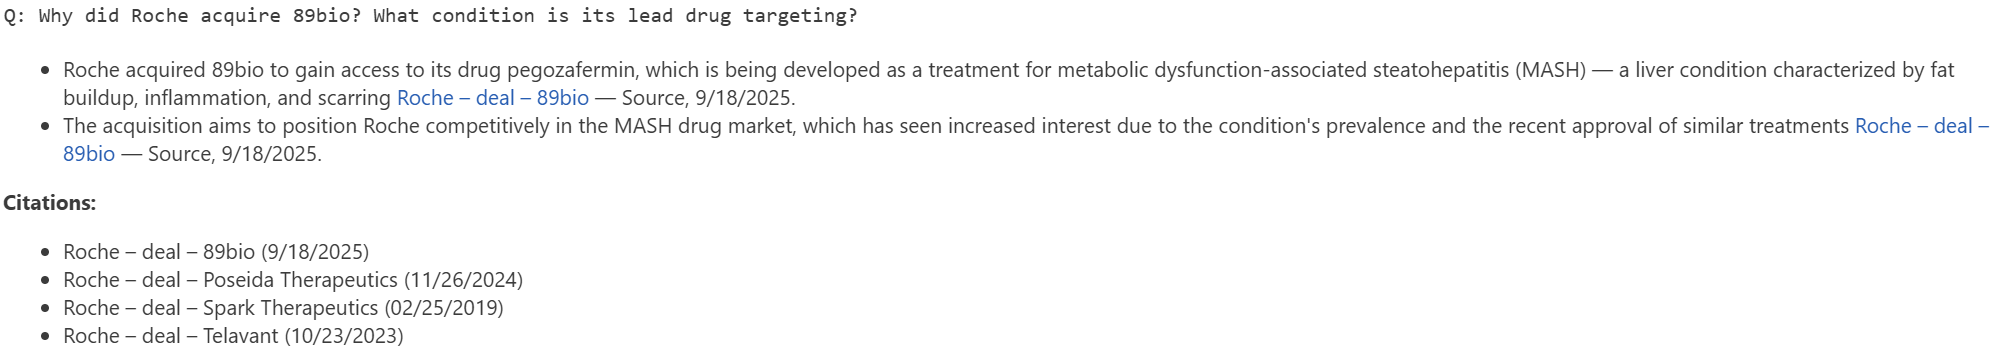 Q: Why did Roche acquire 89bio? What condition is its lead drug targeting?
• Roche acquired 89bio to gain access to its drug pegozafermin, which is being developed as a treatment for metabolic dysfunction-associated steatohepatitis (MASH) — a liver condition characterized by fat
buildup, inflammation, and scarring Roche – deal – 89bio — Source, 9/18/2025.
• The acquisition aims to position Roche competitively in the MASH drug market, which has seen increased interest due to the condition's prevalence and the recent approval of similar treatments Roche – deal –
89bio — Source, 9/18/2025.
Citations:
• Roche – deal – 89bio (9/18/2025)
• Roche – deal – Poseida Therapeutics (11/26/2024)
• Roche – deal – Spark Therapeutics (02/25/2019)
• Roche – deal – Telavant (10/23/2023)